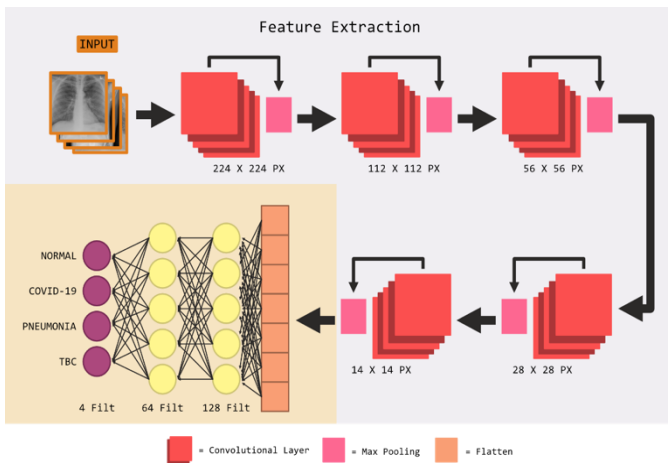 Feature Extraction
INPUT
224 X 224 PX
112 X 112 PX
56 X 56 PX
14 X 14 PX
28 X 28 PX
NORMAL
COVID-19
PNEUMONIA
TBC
4 Filt
64 Filt
128 Filt
= Convolutional Layer
= Max Pooling
= Flatten